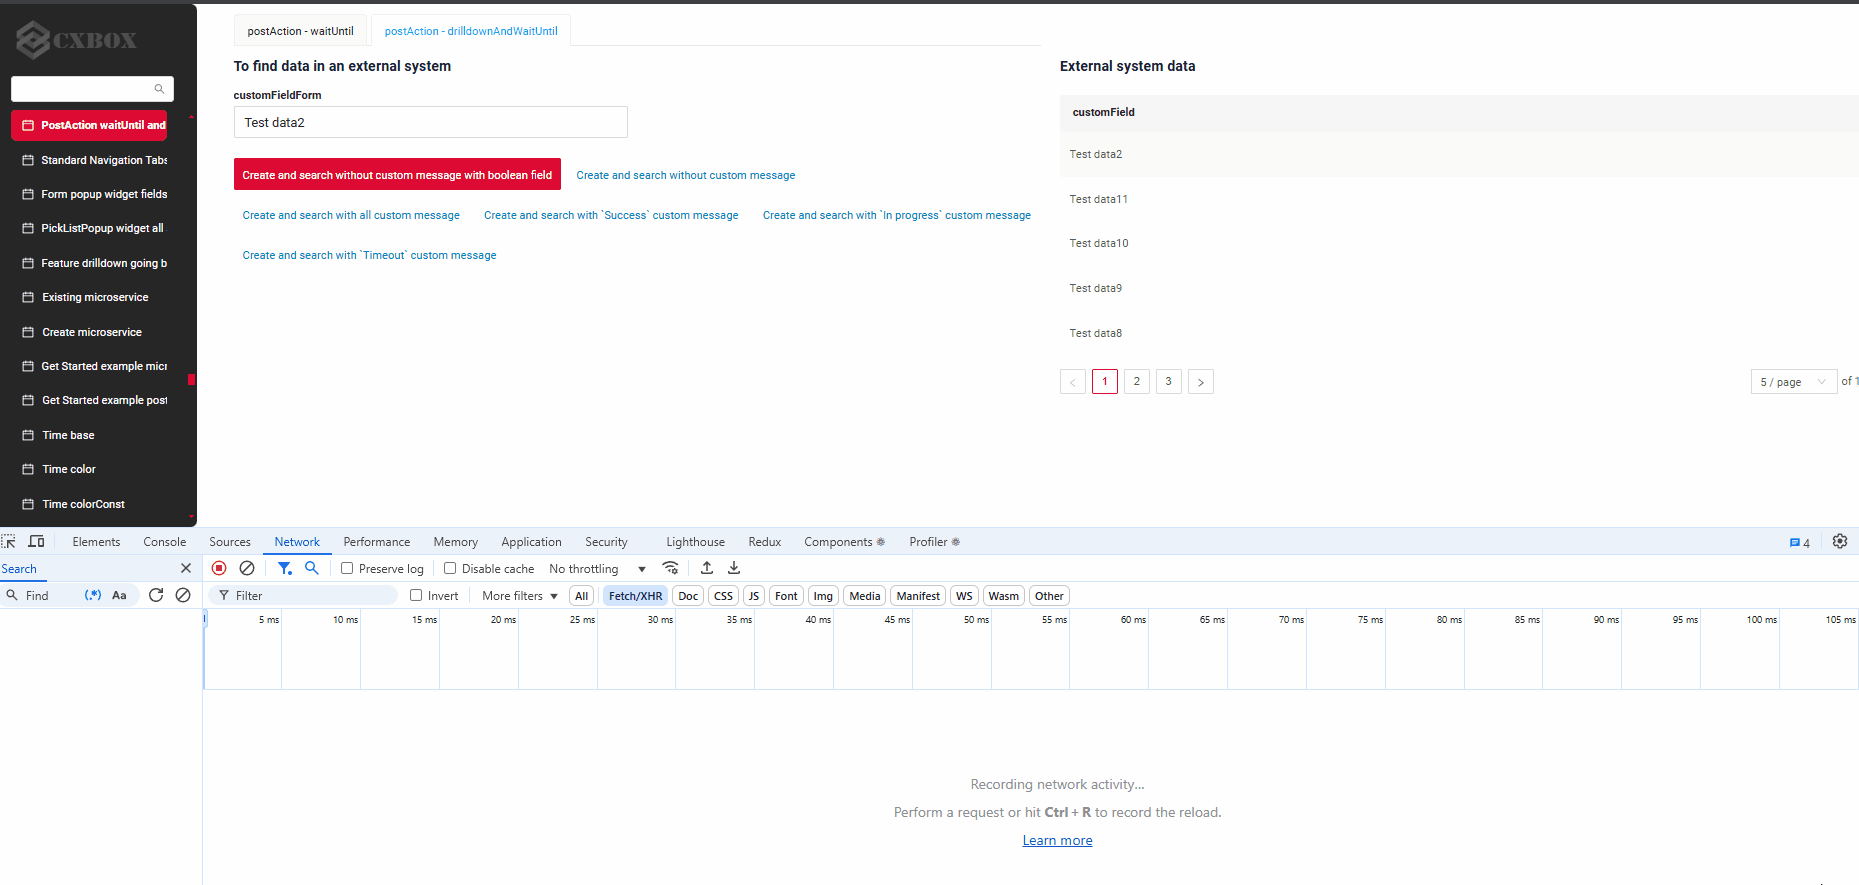 CXBOX
PostAction waitUntil and
Standard Navigation Tabs
Form popup widget fields
PickListPopup widget all
Feature drilldown going b
Existing microservice
Create microservice
Get Started example micr
Get Started example post
Time base
Time color
Time colorConst
postAction - waitUntil
postAction - drilldownAndWaitUntil
To find data in an external system
customFieldForm
Test data2
Create and search without custom message with boolean field
Create and search without custom message
Create and search with all custom message
Create and search with `Success` custom message
Create and search with `In progress` custom message
Create and search with `Timeout` custom message
External system data
customField
Test data2
Test data11
Test data10
Test data9
Test data8
< 1 2 3 >
5 / page of 1
Elements Console Sources Network Performance Memory Application Security Lighthouse Redux Components Profiler 4
Search
Preserve log Disable cache No throttling
Find (.*) Aa
Filter Invert More filters All Fetch/XHR Doc CSS JS Font Img Media Manifest WS Wasm Other
5 ms 10 ms 15 ms 20 ms 25 ms 30 ms 35 ms 40 ms 45 ms 50 ms 55 ms 60 ms 65 ms 70 ms 75 ms 80 ms 85 ms 90 ms 95 ms 100 ms 105 ms
Recording network activity...
Perform a request or hit Ctrl + R to record the reload.
Learn more